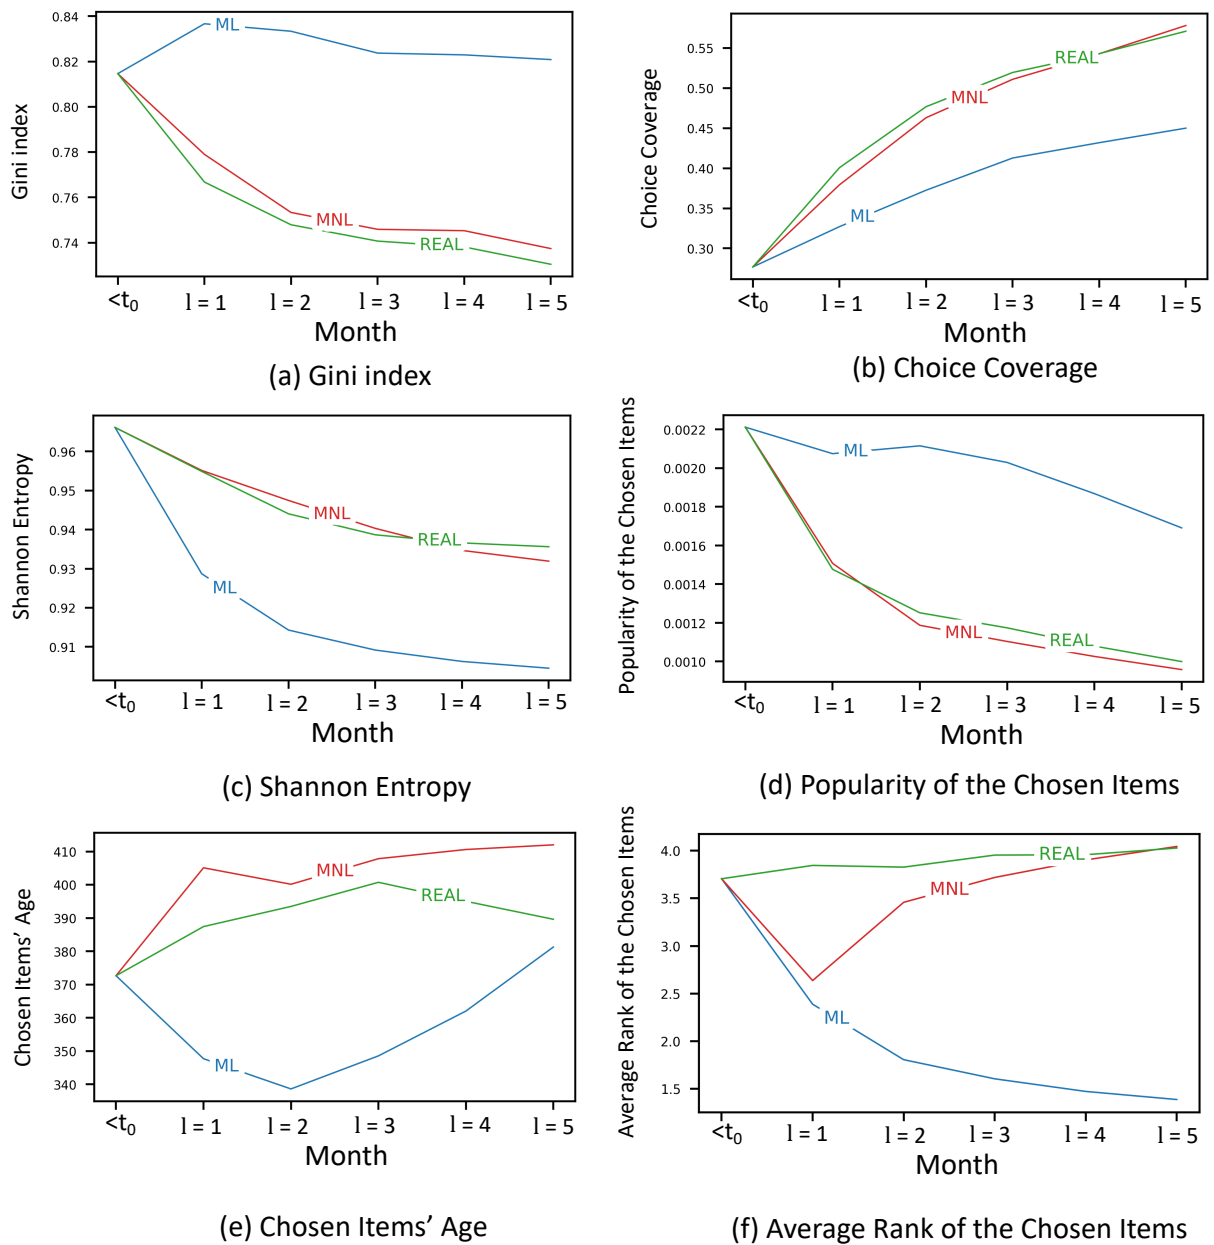 0.84
0.82
0.80
0.78
0.76
0.74
Gini index
ML
MNL
REAL
<t0 l = 1 l = 2 l = 3 l = 4 l = 5
Month
(a) Gini index
0.55
0.50
0.45
0.40
0.35
0.30
Choice Coverage
REAL
MNL
ML
<t0 l = 1 l = 2 l = 3 l = 4 l = 5
Month
(b) Choice Coverage
0.96
0.95
0.94
0.93
0.92
0.91
Shannon Entropy
MNL
REAL
ML
<t0 l = 1 l = 2 l = 3 l = 4 l = 5
Month
(c) Shannon Entropy
0.0022
0.0020
0.0018
0.0016
0.0014
0.0012
0.0010
Popularity of the Chosen Items
ML
MNL
REAL
<t0 l = 1 l = 2 l = 3 l = 4 l = 5
Month
(d) Popularity of the Chosen Items
410
400
390
380
370
360
350
340
Chosen Items’ Age
MNL
REAL
ML
<t0 l = 1 l = 2 l = 3 l = 4 l = 5
Month
(e) Chosen Items’ Age
4.0
3.5
3.0
2.5
2.0
1.5
Average Rank of the Chosen Items
REAL
MNL
ML
<t0 l = 1 l = 2 l = 3 l = 4 l = 5
Month
(f) Average Rank of the Chosen Items